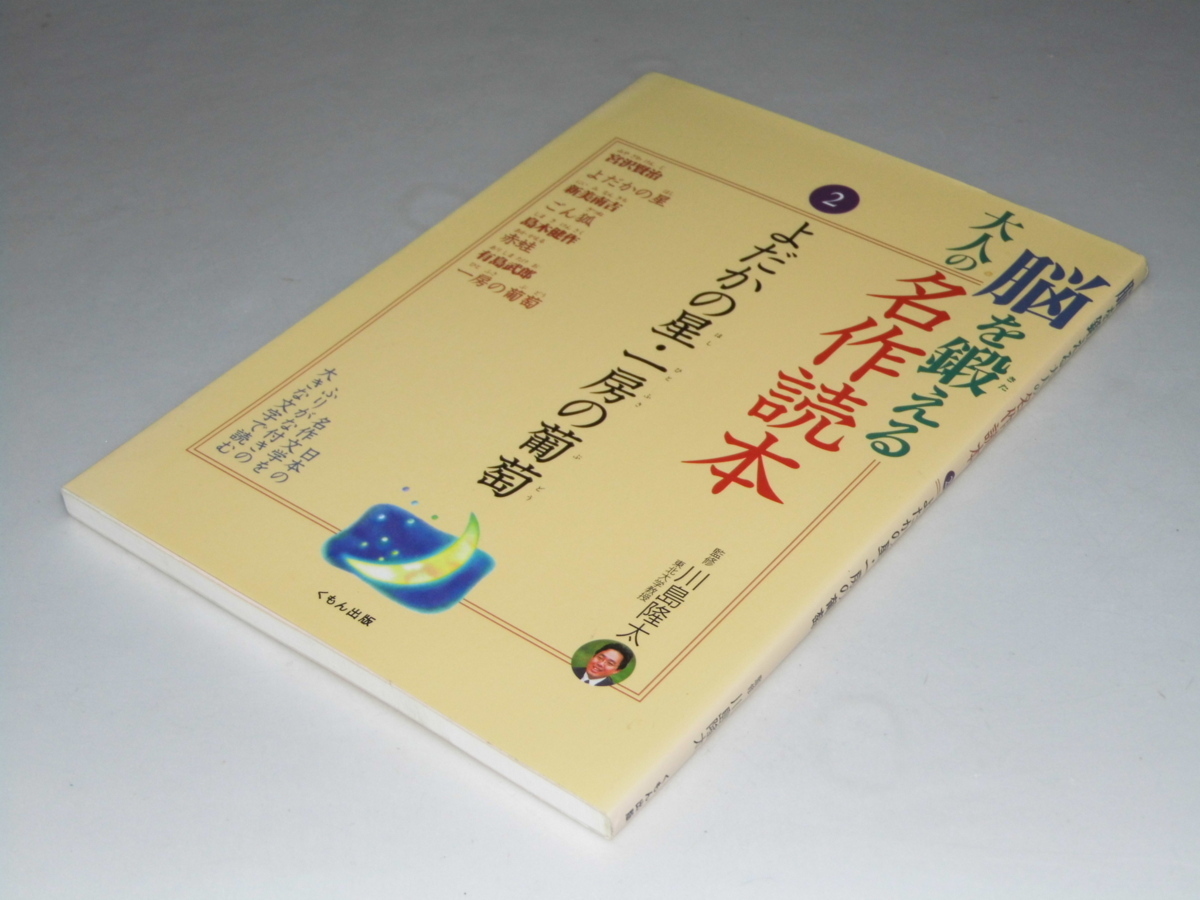 大人の
脳を鍛える
名作読本
2
よだかの星・一房の葡萄
監修
川島隆太
東北大学教授
宮沢賢治
よだかの星
新美南吉
ごん狐
島木健作
赤蛙
有島武郎
一房の葡萄
日本の
名作文学を
ふりがな付きの
大きな文字で読む
くもん出版